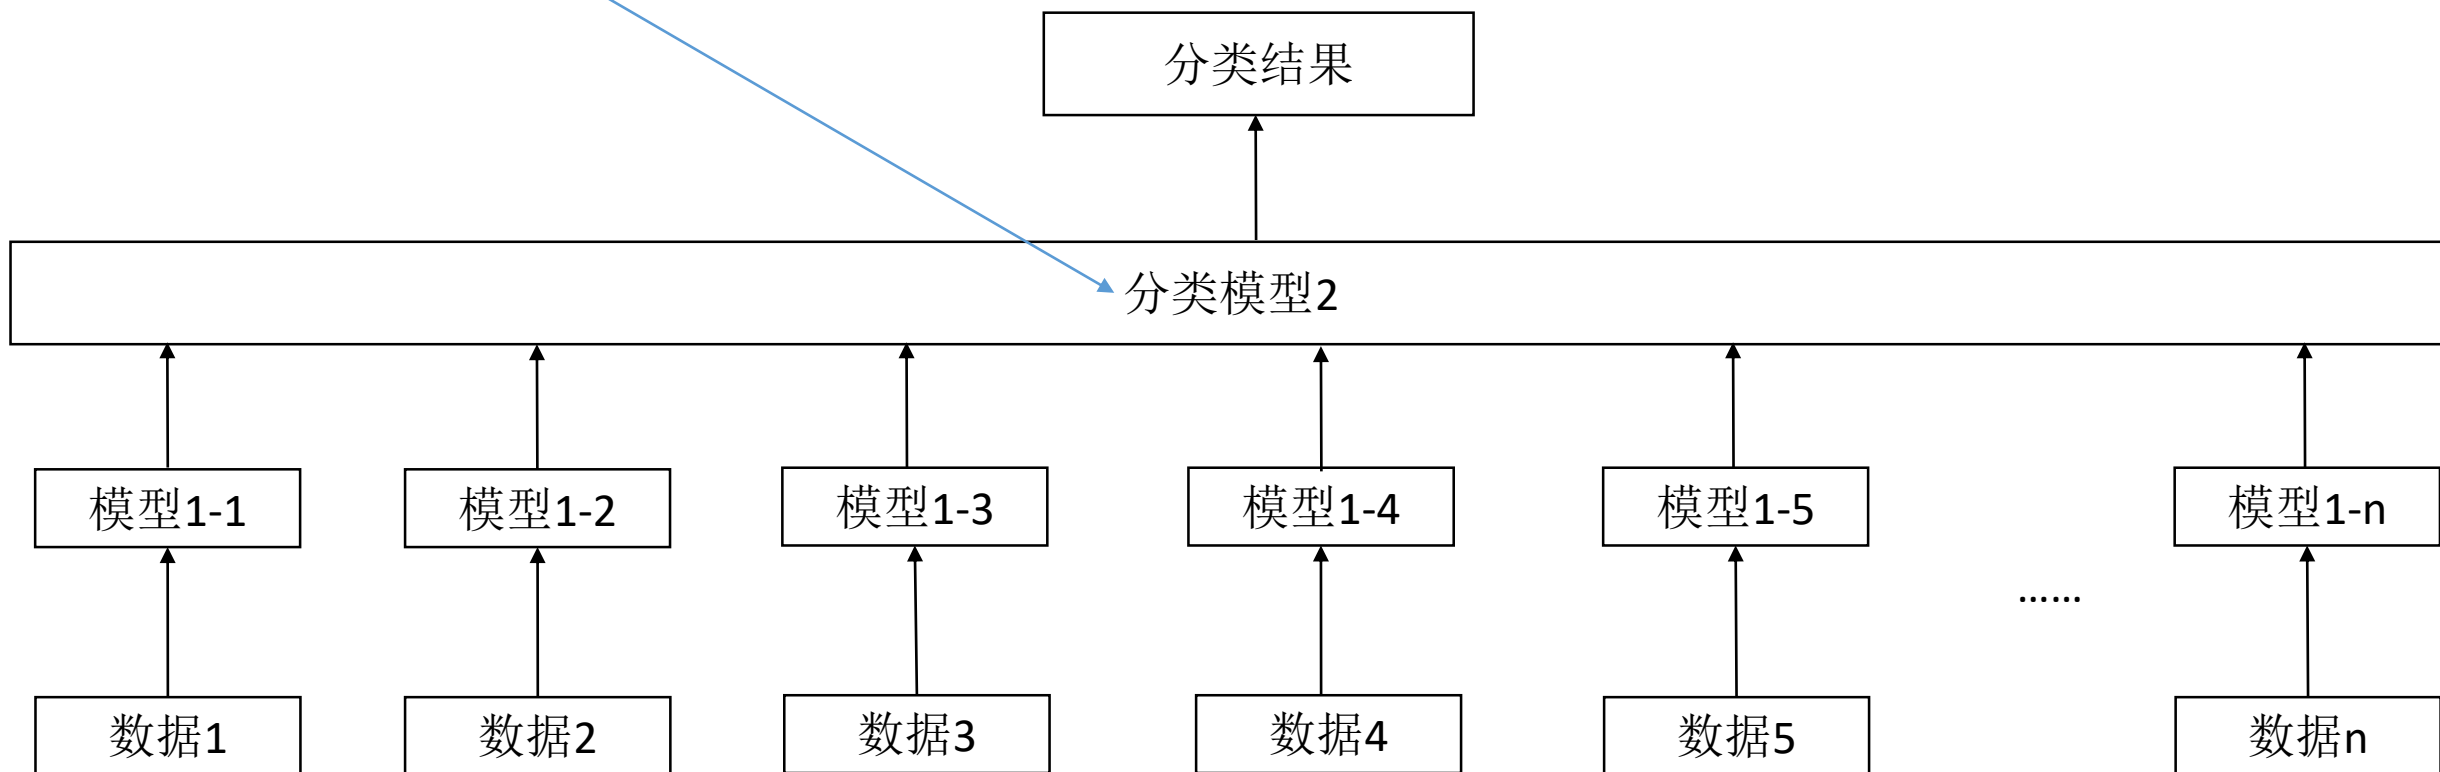 分类结果
分类模型2
模型1-1 模型1-2 模型1-3 模型1-4 模型1-5 模型1-n
......
数据1 数据2 数据3 数据4 数据5 数据n